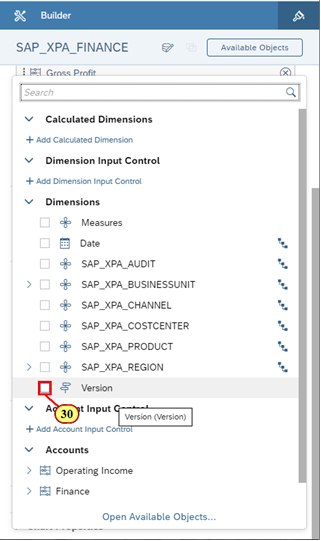 Builder
SAP_XPA_FINANCE
Available Objects
Gross Profit
Search
Calculated Dimensions
+ Add Calculated Dimension
Dimension Input Control
+ Add Dimension Input Control
Dimensions
Measures
Date
SAP_XPA_AUDIT
SAP_XPA_BUSINESSUNIT
SAP_XPA_CHANNEL
SAP_XPA_COSTCENTER
SAP_XPA_PRODUCT
SAP_XPA_REGION
Version
Account Input Control
30
Version (Version)
+ Add Account Input Control
Accounts
Operating Income
Finance
Open Available Objects...